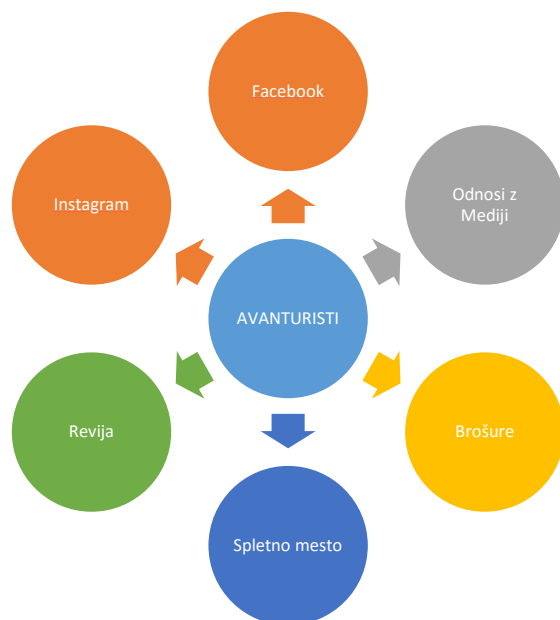 Facebook
Instagram
Odnosi z
Mediji
AVANTURISTI
Revija
Brošure
Spletno mesto